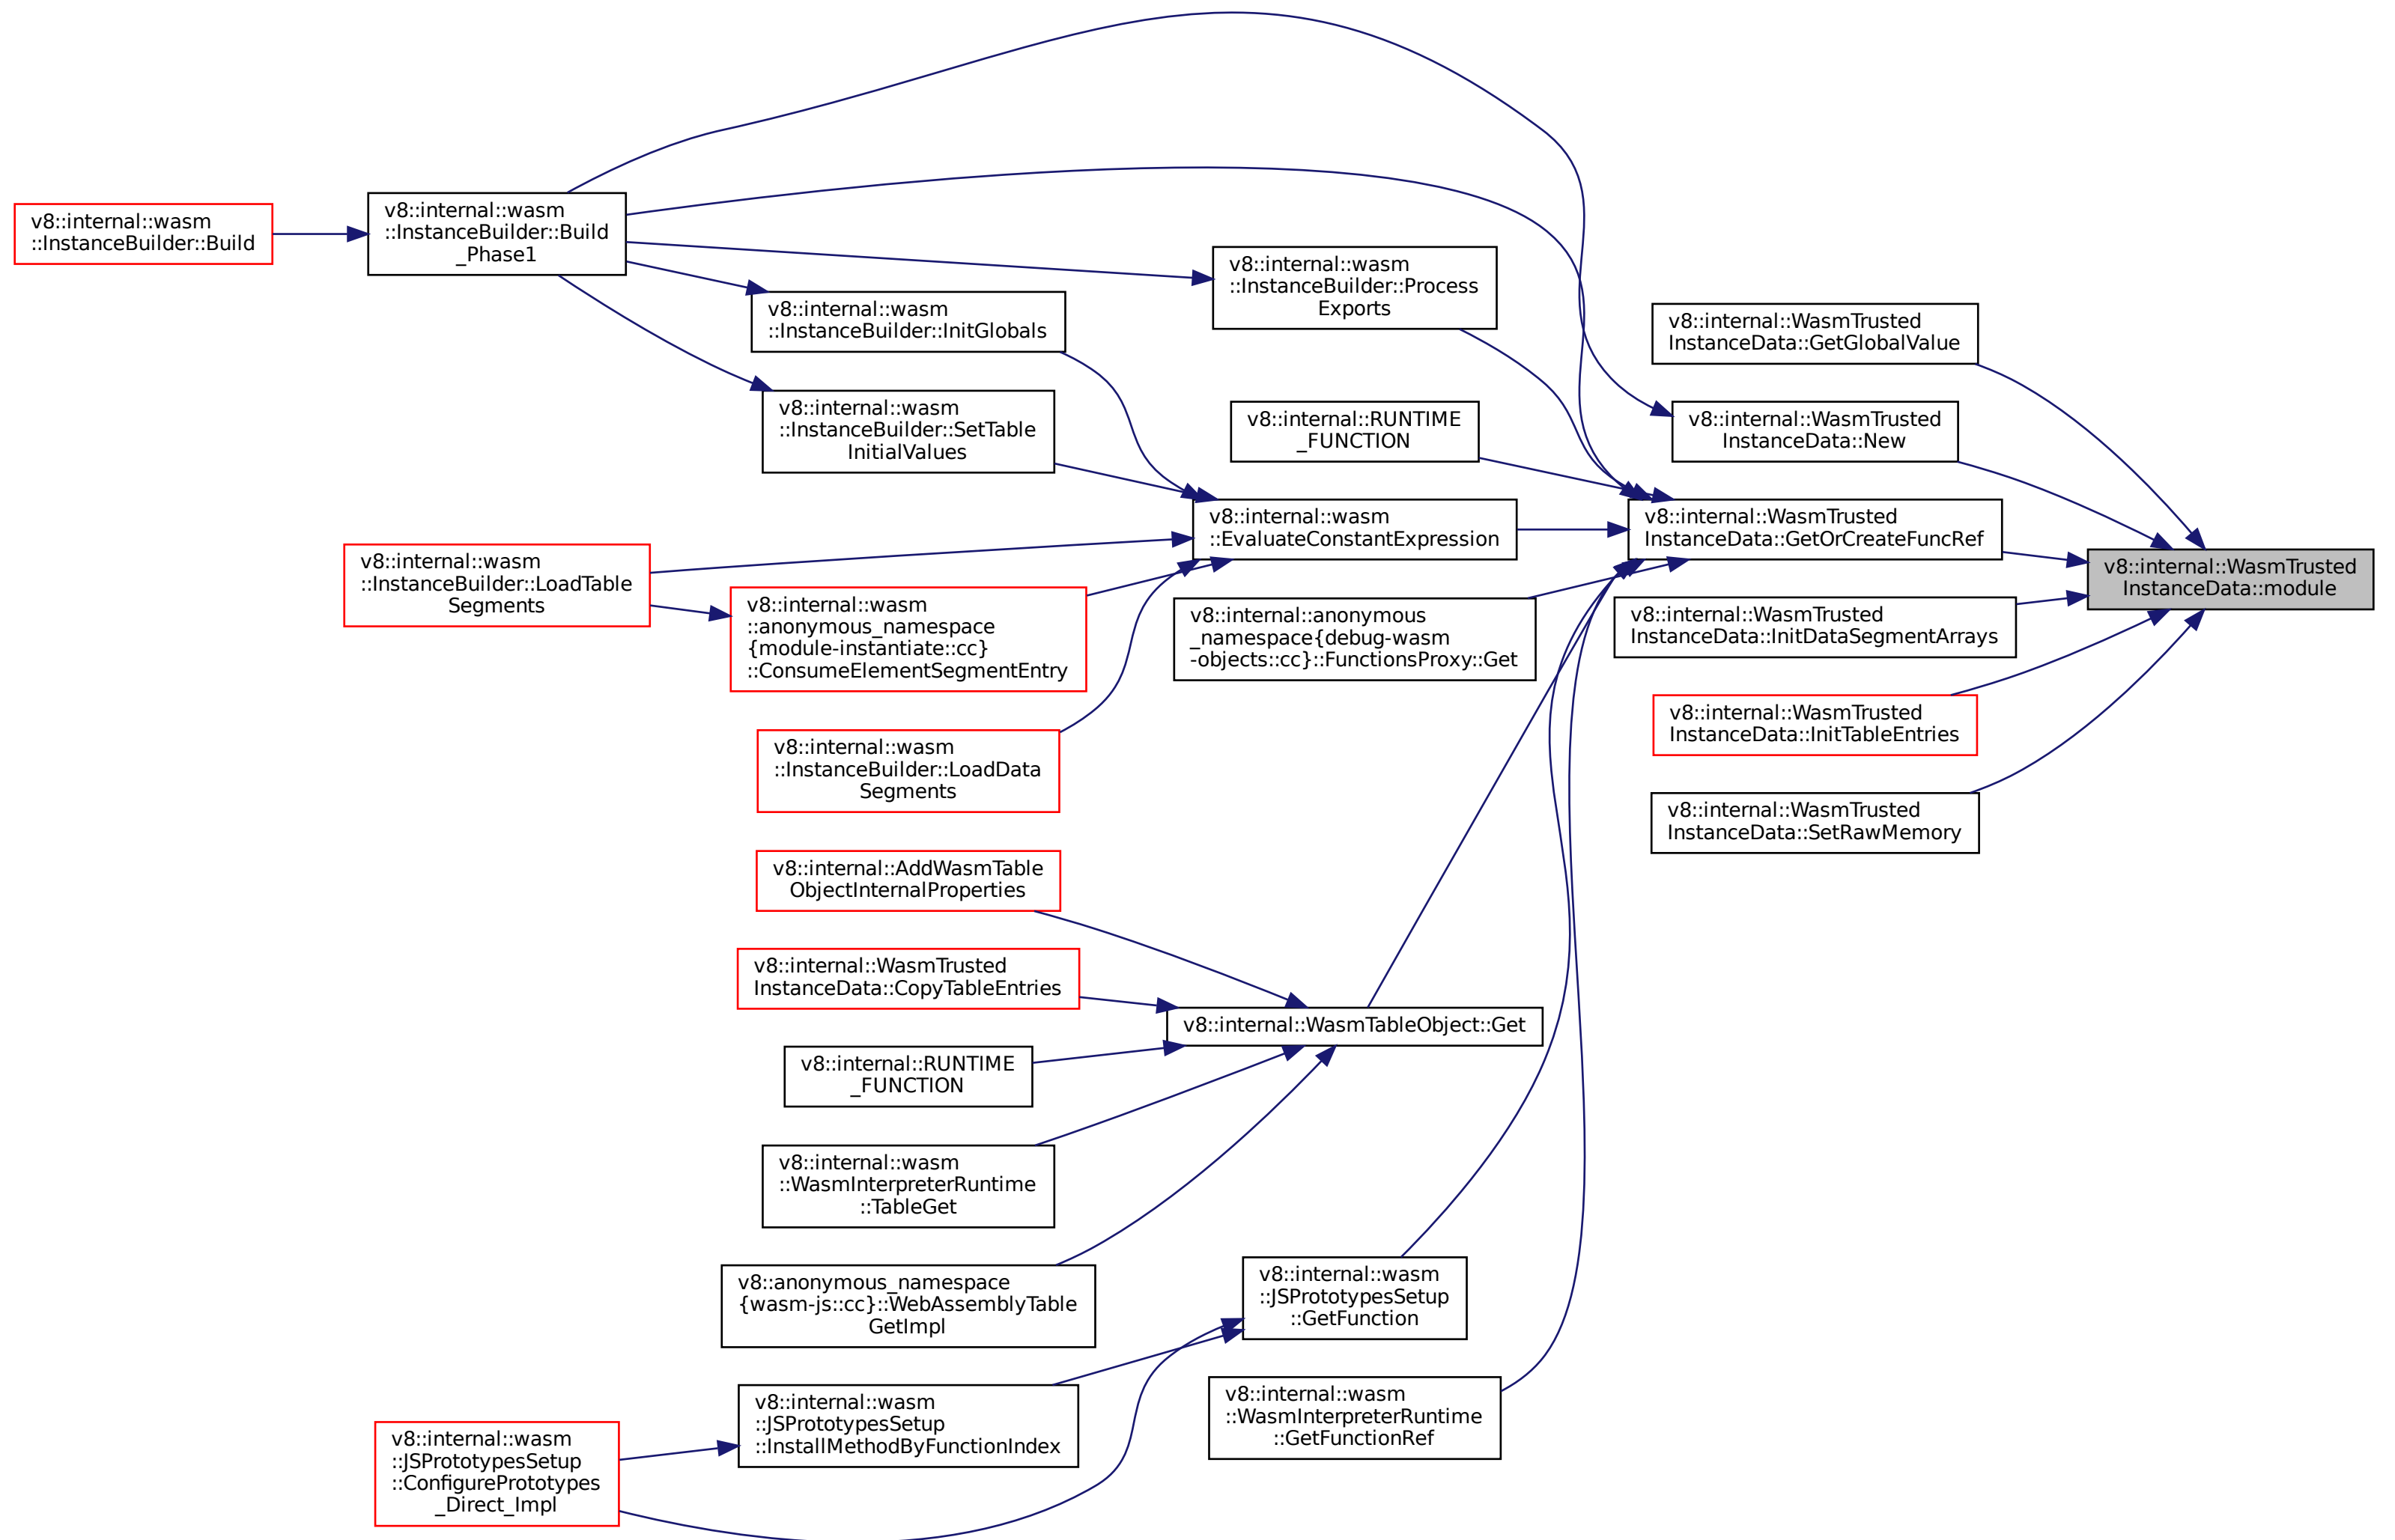 v8::internal::wasm
::InstanceBuilder::Build
v8::internal::wasm
::InstanceBuilder::Build
_Phase1
v8::internal::wasm
::InstanceBuilder::InitGlobals
v8::internal::wasm
::InstanceBuilder::SetTable
InitialValues
v8::internal::wasm
::InstanceBuilder::LoadTable
Segments
v8::internal::wasm
::anonymous_namespace
{module-instantiate::cc}
::ConsumeElementSegmentEntry
v8::internal::wasm
::InstanceBuilder::LoadData
Segments
v8::internal::AddWasmTable
ObjectInternalProperties
v8::internal::WasmTrusted
InstanceData::CopyTableEntries
v8::internal::RUNTIME
_FUNCTION
v8::internal::wasm
::WasmInterpreterRuntime
::TableGet
v8::anonymous_namespace
{wasm-js::cc}::WebAssemblyTable
GetImpl
v8::internal::wasm
::JSPrototypesSetup
::InstallMethodByFunctionIndex
v8::internal::wasm
::JSPrototypesSetup
::ConfigurePrototypes
_Direct_Impl
v8::internal::wasm
::InstanceBuilder::Process
Exports
v8::internal::RUNTIME
_FUNCTION
v8::internal::wasm
::EvaluateConstantExpression
v8::internal::anonymous
_namespace{debug-wasm
-objects::cc}::FunctionsProxy::Get
v8::internal::WasmTableObject::Get
v8::internal::wasm
::JSPrototypesSetup
::GetFunction
v8::internal::wasm
::WasmInterpreterRuntime
::GetFunctionRef
v8::internal::WasmTrusted
InstanceData::GetGlobalValue
v8::internal::WasmTrusted
InstanceData::New
v8::internal::WasmTrusted
InstanceData::GetOrCreateFuncRef
v8::internal::WasmTrusted
InstanceData::InitDataSegmentArrays
v8::internal::WasmTrusted
InstanceData::InitTableEntries
v8::internal::WasmTrusted
InstanceData::SetRawMemory
v8::internal::WasmTrusted
InstanceData::module